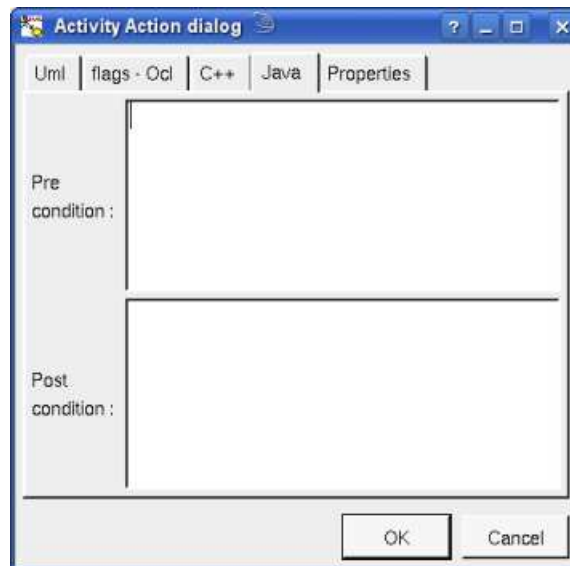 Activity Action dialog
Uml flags - Ocl C++ Java Properties
Pre
condition :
Post
condition :
OK Cancel